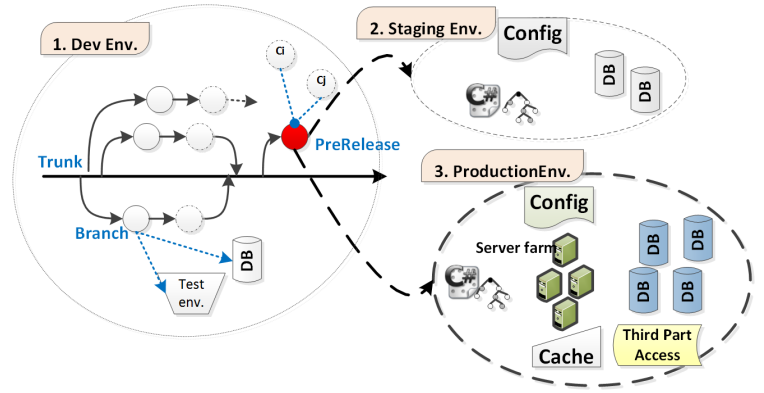 1. Dev Env.
Ci
Cj
Trunk
PreRelease
Branch
DB
Test
env.
2. Staging Env.
Config
C#
DB
DB
3. ProductionEnv.
Config
Server farm
C#
DB
DB
DB
DB
Cache
Third Part
Access